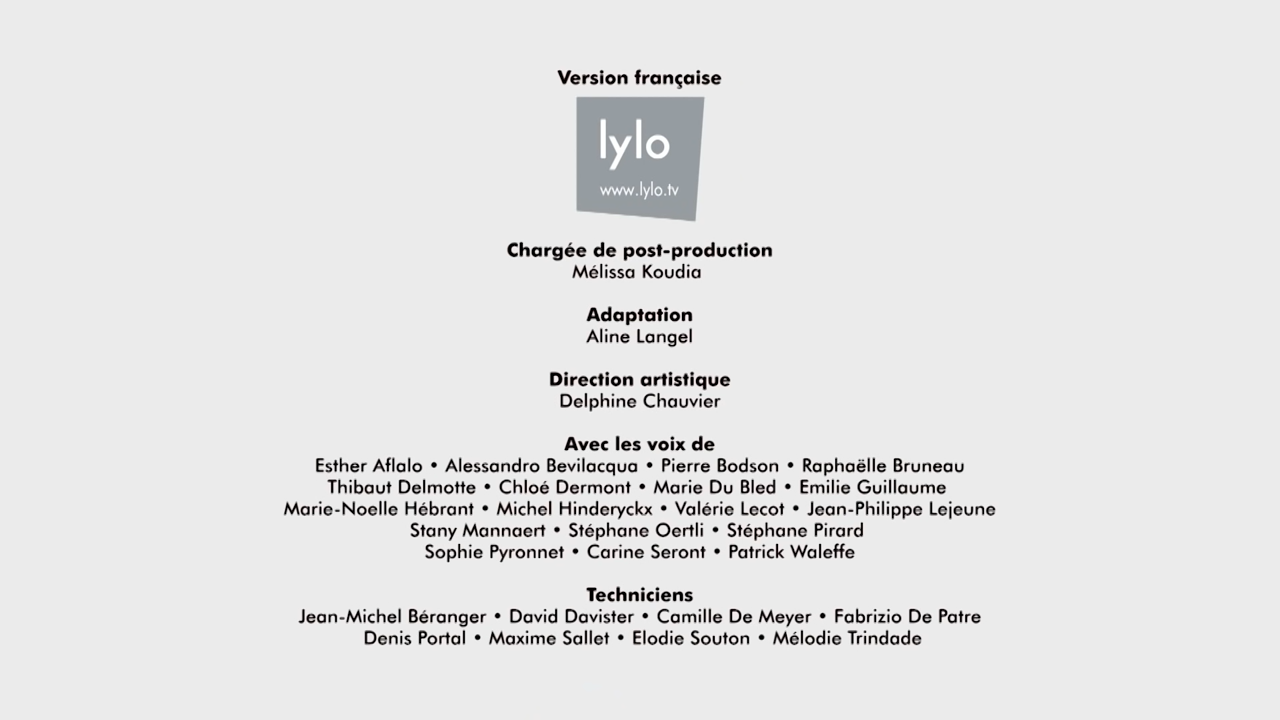 Version française
lylo
www.lylo.tv
Chargée de post-production
Mélissa Koudia
Adaptation
Aline Langel
Direction artistique
Delphine Chauvier
Avec les voix de
Esther Aflalo • Alessandro Bevilacqua • Pierre Bodson • Raphaëlle Bruneau
Thibaut Delmotte • Chloé Dermont • Marie Du Bled • Emilie Guillaume
Marie-Noelle Hébrant • Michel Hinderyckx • Valérie Lecot • Jean-Philippe Lejeune
Stany Mannaert • Stéphane Oertli • Stéphane Pirard
Sophie Pyronnet • Carine Seront • Patrick Waleffe
Techniciens
Jean-Michel Béranger • David Davister • Camille De Meyer • Fabrizio De Patre
Denis Portal • Maxime Sallet • Elodie Souton • Mélodie Trindade